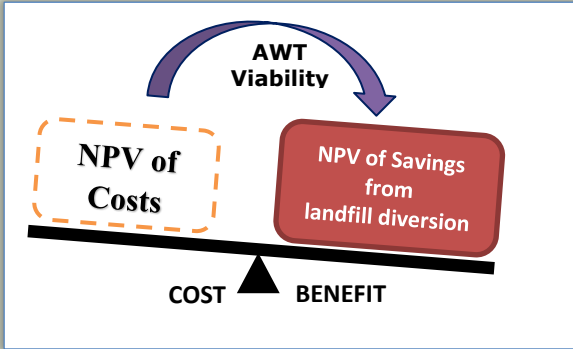 AWT
Viability
NPV of
Costs
NPV of Savings
from
landfill diversion
COST
BENEFIT